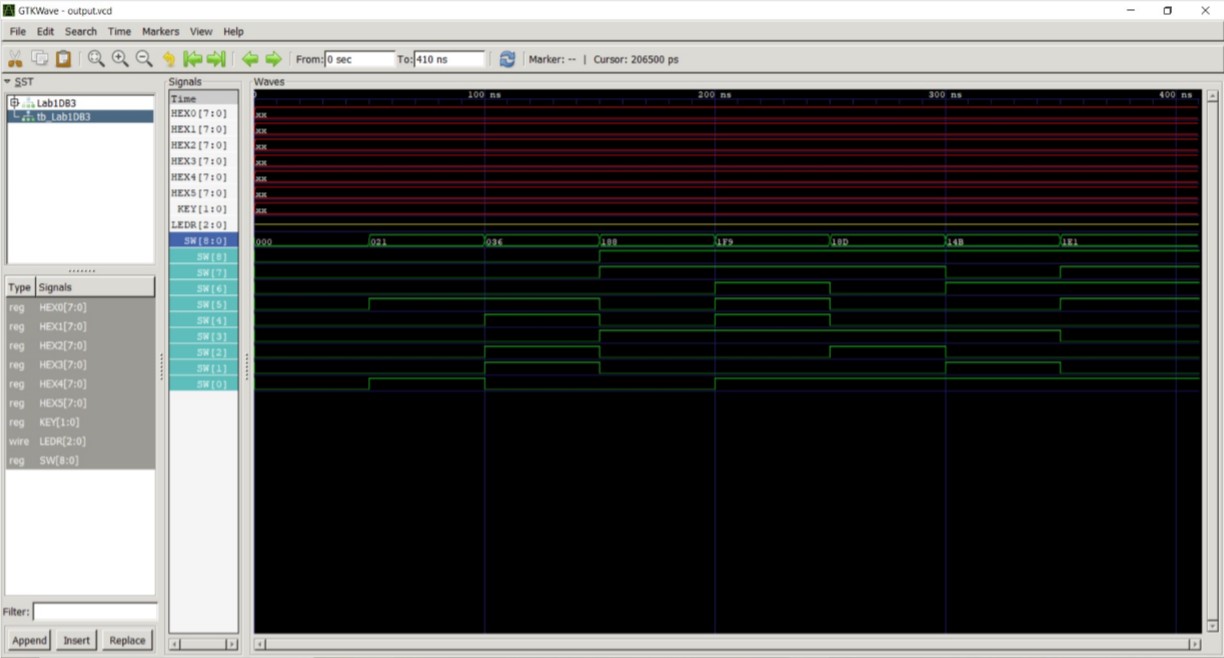 GTKWave - output.vcd
File Edit Search Time Markers View Help
From: 0 sec To: 410 ns Marker: -- | Cursor: 206500 ps
SST
Lab1DB3
tb_Lab1DB3
Type Signals
reg HEX0[7:0]
reg HEX1[7:0]
reg HEX2[7:0]
reg HEX3[7:0]
reg HEX4[7:0]
reg HEX5[7:0]
reg KEY[1:0]
wire LEDR[2:0]
reg SW[8:0]
Filter:
Append Insert Replace
Signals
Time
HEX0[7:0]
HEX1[7:0]
HEX2[7:0]
HEX3[7:0]
HEX4[7:0]
HEX5[7:0]
KEY[1:0]
LEDR[2:0]
SW[8:0]
SW[8]
SW[7]
SW[6]
SW[5]
SW[4]
SW[3]
SW[2]
SW[1]
SW[0]
Waves
0 100 ns 200 ns 300 ns 400 ns
xx
xx
xx
xx
xx
xx
xx
000 021 036 188 1F9 18D 14B 1E1